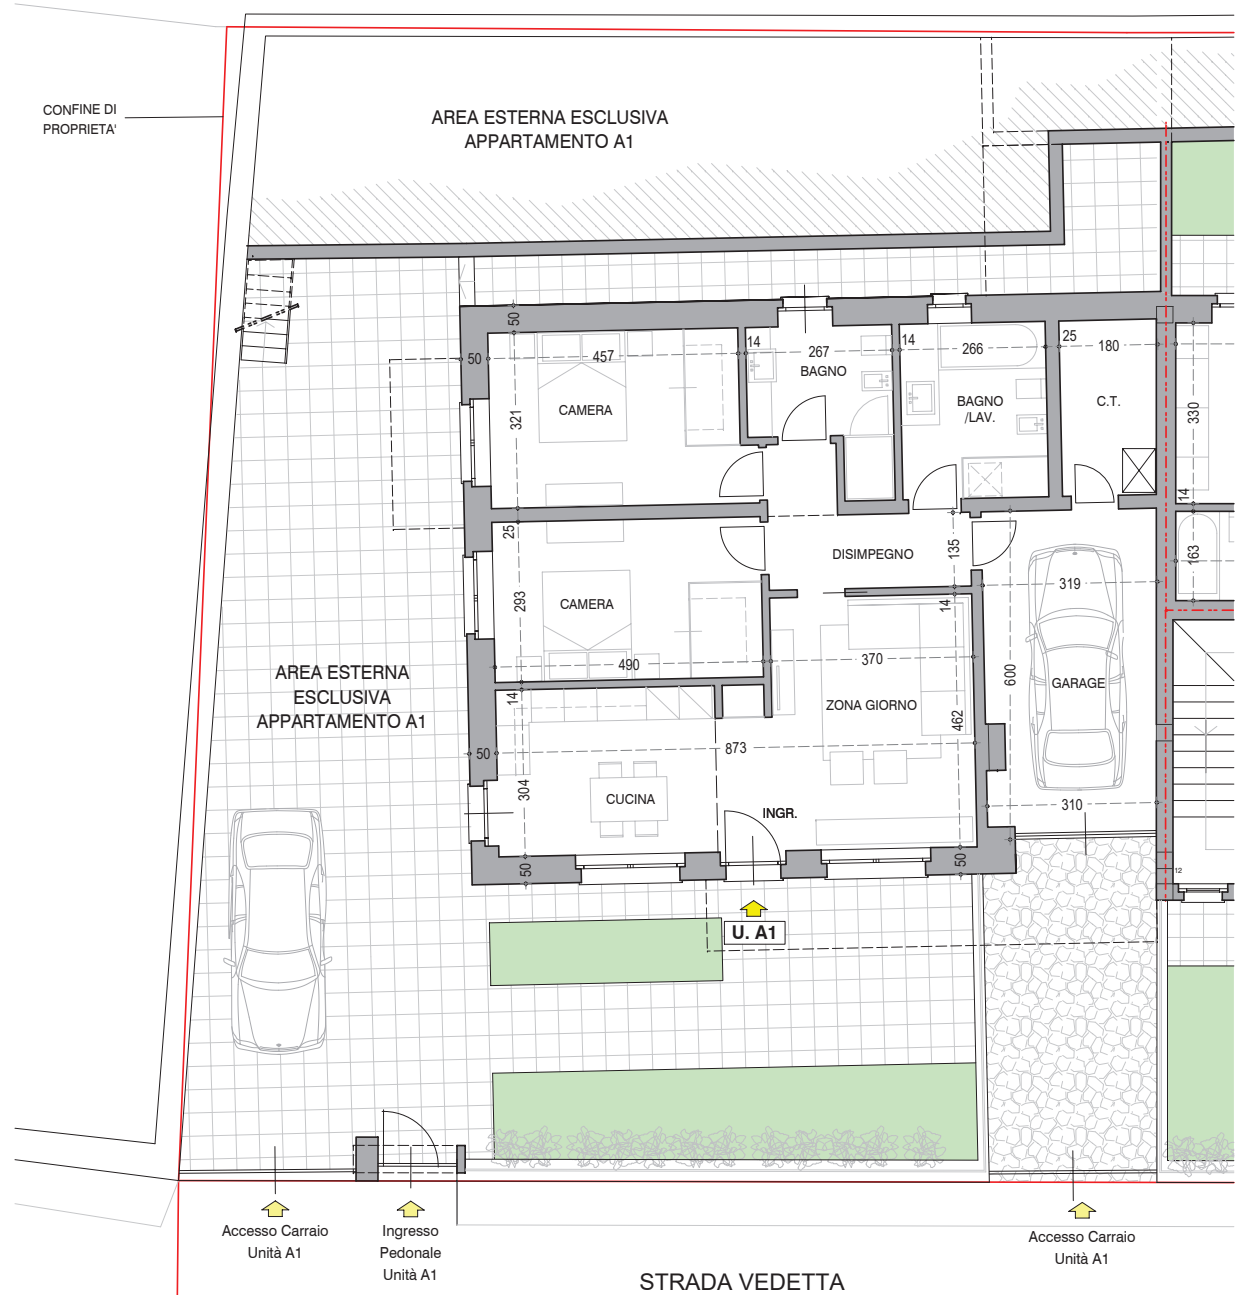 CONFINE DI
PROPRIETA'
AREA ESTERNA ESCLUSIVA
APPARTAMENTO A1
50
50
457
14
267
14
266
25
180
BAGNO
321
CAMERA
BAGNO
/LAV.
C.T.
330
14
25
DISIMPEGNO
135
163
293
CAMERA
319
14
490
370
600
GARAGE
AREA ESTERNA
ESCLUSIVA
APPARTAMENTO A1
14
ZONA GIORNO
462
50
873
304
CUCINA
INGR.
310
50
50
12
U. A1
Accesso Carraio
Unità A1
Ingresso
Pedonale
Unità A1
Accesso Carraio
Unità A1
STRADA VEDETTA